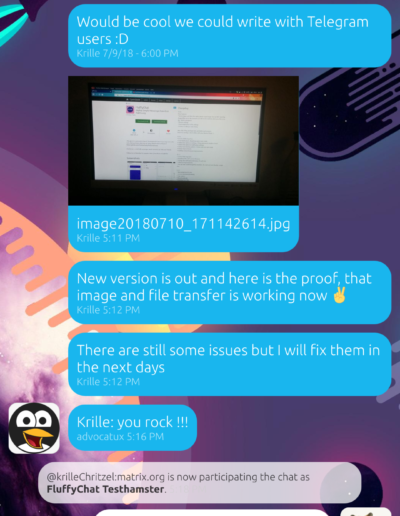 Would be cool we could write with Telegram
users :D
Krille 7/9/18 - 6:00 PM
image20180710_171142614.jpg
Krille 5:11 PM
New version is out and here is the proof, that
image and file transfer is working now ✌
Krille 5:12 PM
There are still some issues but I will fix them in
the next days
Krille 5:12 PM
Krille: you rock !!!
advocatux 5:16 PM
@krilleChritzel:matrix.org is now participating the chat as
FluffyChat Testhamster.